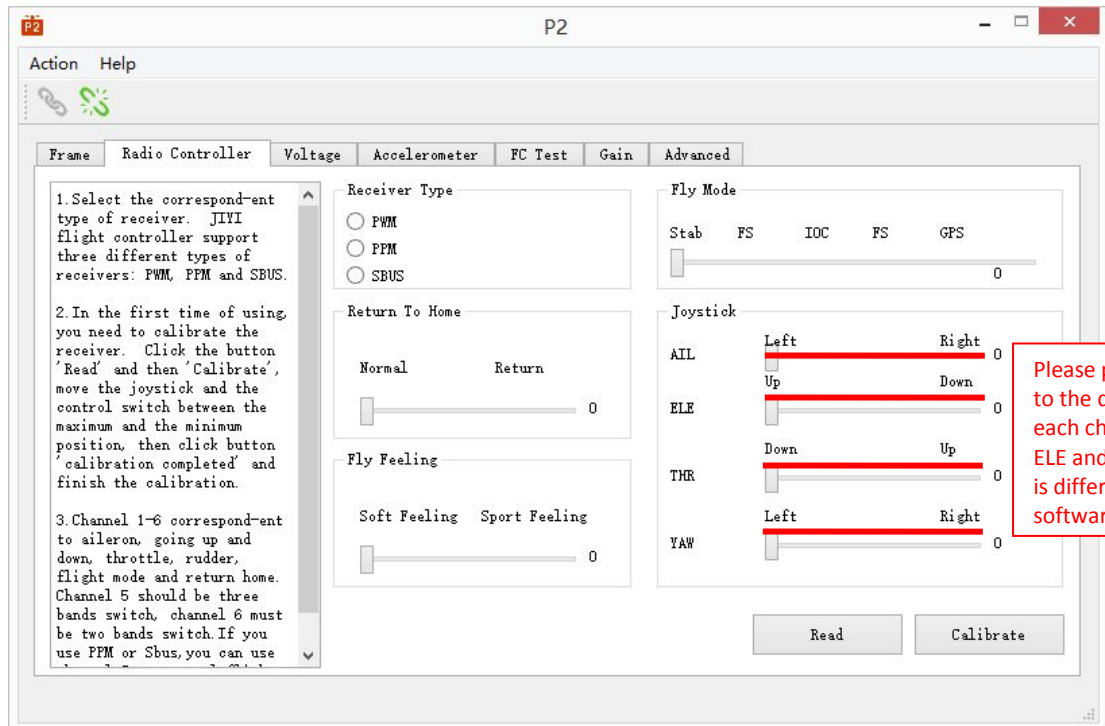 P2
P2
Action Help
Frame Radio Controller Voltage Accelerometer FC Test Gain Advanced
1.Select the correspond-ent
type of receiver. JIYI
flight controller support
three different types of
receivers: PWM, PPM and SBUS.
2.In the first time of using,
you need to calibrate the
receiver. Click the button
'Read' and then 'Calibrate',
move the joystick and the
control switch between the
maximum and the minimum
position, then click button
'calibration completed' and
finish the calibration.
3.Channel 1-6 correspond-ent
to aileron, going up and
down, throttle, rudder,
flight mode and return home.
Channel 5 should be three
bands switch, channel 6 must
be two bands switch.If you
use PPM or Sbus,you can use
Receiver Type
PWM
PPM
SBUS
Return To Home
Normal Return
0
Fly Feeling
Soft Feeling Sport Feeling
0
Fly Mode
Stab FS IOC FS GPS
0
Joystick
Left Right
AIL 0
Up Down
ELE 0
Down Up
THR 0
Left Right
YAW 0
Read Calibrate
Please
to the
each
ELE and
is